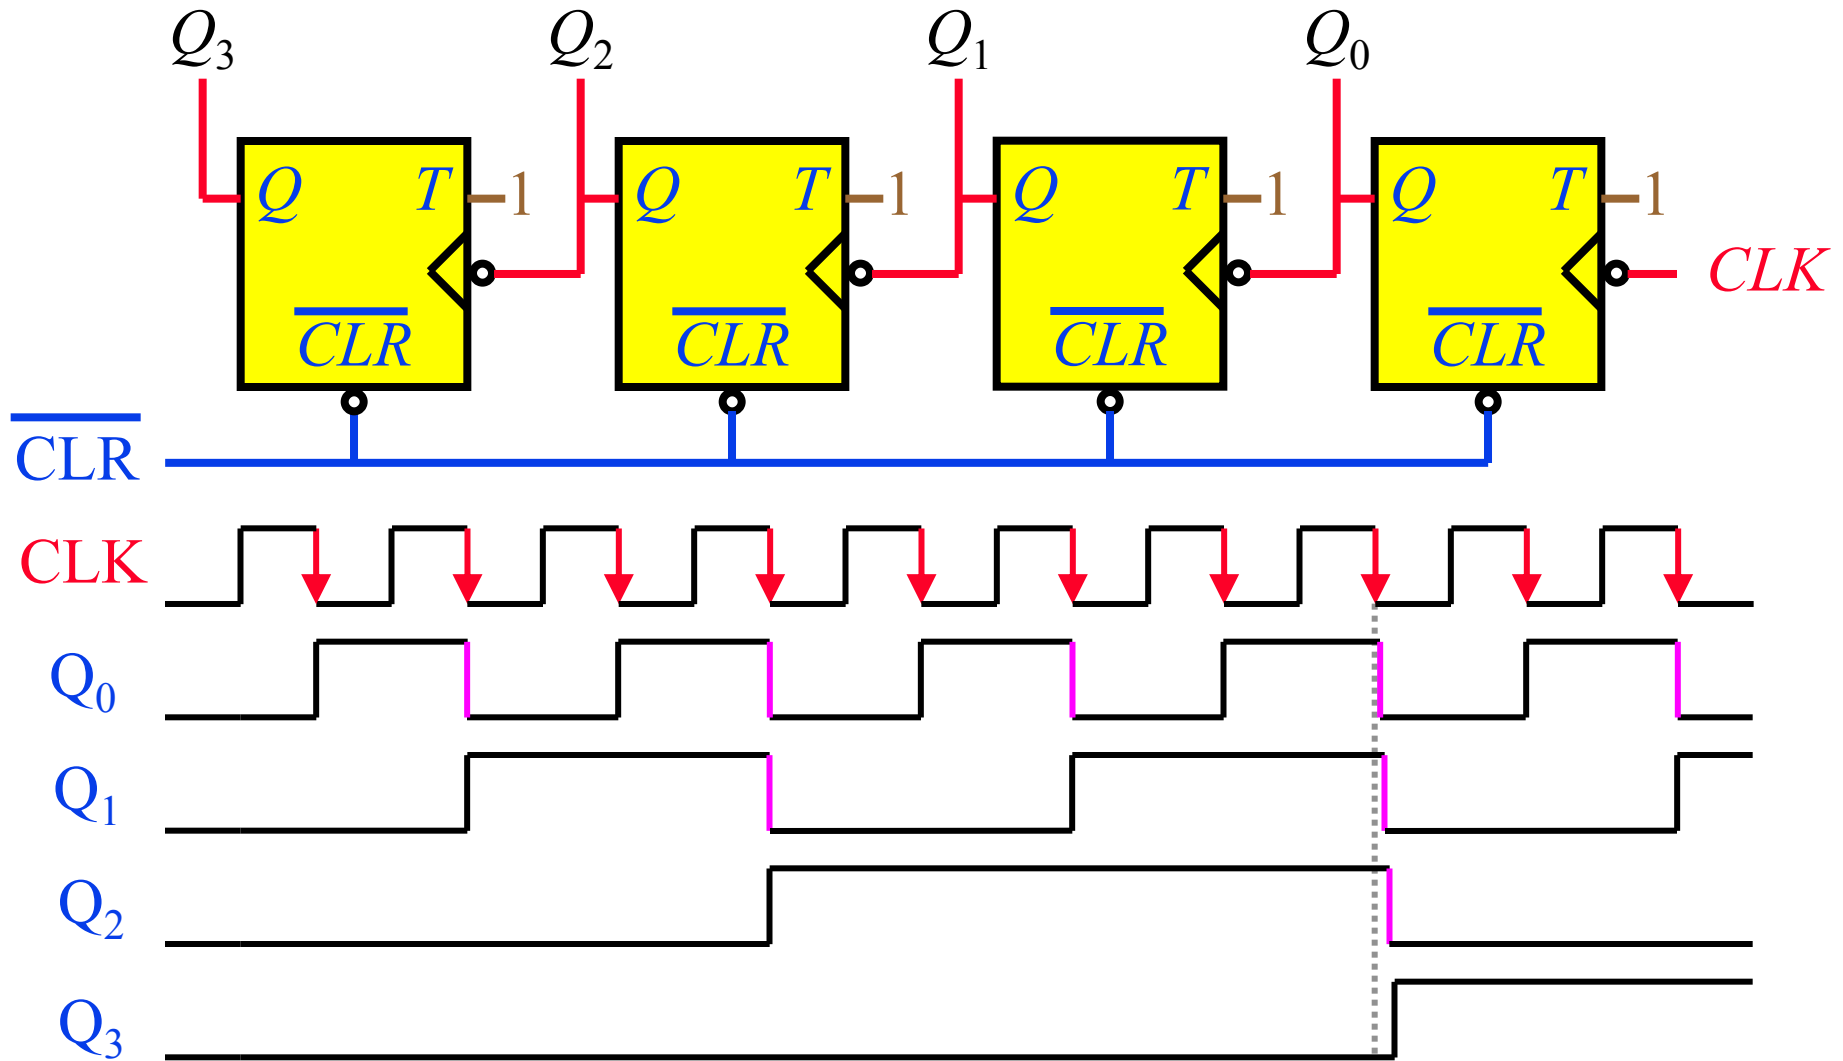 Q3 Q2 Q1 Q0
Q T 1 Q T 1 Q T 1 Q T 1
CLK
CLR CLR CLR CLR
CLR
CLK
Q0
Q1
Q2
Q3